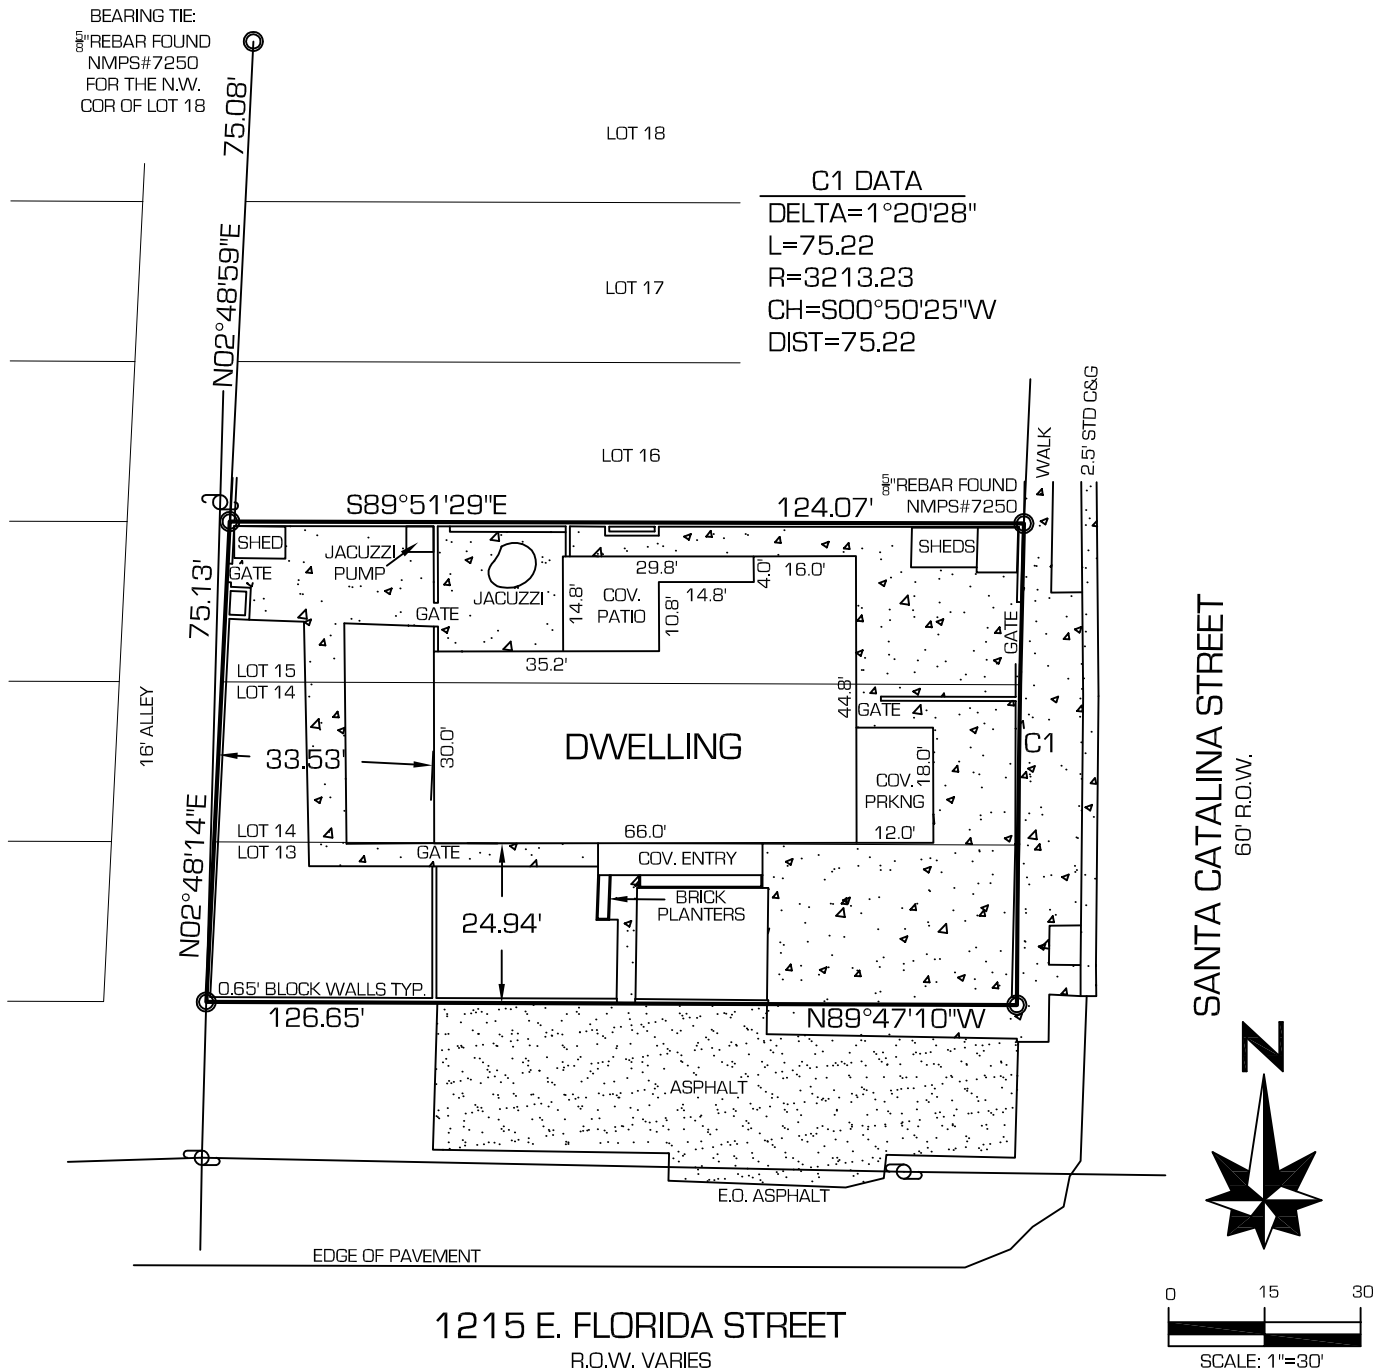 BEARING TIE:
5/8"REBAR FOUND
NMPS#7250
FOR THE N.W.
COR OF LOT 18
75.08'
N02°48'59"E
LOT 18
C1 DATA
DELTA=1°20'28"
L=75.22
R=3213.23
CH=S00°50'25"W
DIST=75.22
LOT 17
LOT 16
WALK
2.5' STD C&G
5/8"REBAR FOUND
NMPS#7250
S89°51'29"E
124.07'
SHED
JACUZZI
PUMP
GATE
JACUZZI
GATE
29.8'
14.8'
COV.
PATIO
10.8'
14.8'
4.0'
16.0'
SHEDS
GATE
75.13'
35.2'
LOT 15
LOT 14
16' ALLEY
33.53'
30.0'
DWELLING
44.8'
GATE
C1
COV.
PRKNG
18.0'
12.0'
SANTA CATALINA STREET
60' R.O.W.
N02°48'14"E
LOT 14
LOT 13
GATE
66.0'
COV. ENTRY
BRICK
PLANTERS
24.94'
0.65' BLOCK WALLS TYP.
126.65'
N89°47'10"W
N
ASPHALT
E.O. ASPHALT
EDGE OF PAVEMENT
1215 E. FLORIDA STREET
R.O.W. VARIES
0 15 30
SCALE: 1"=30'